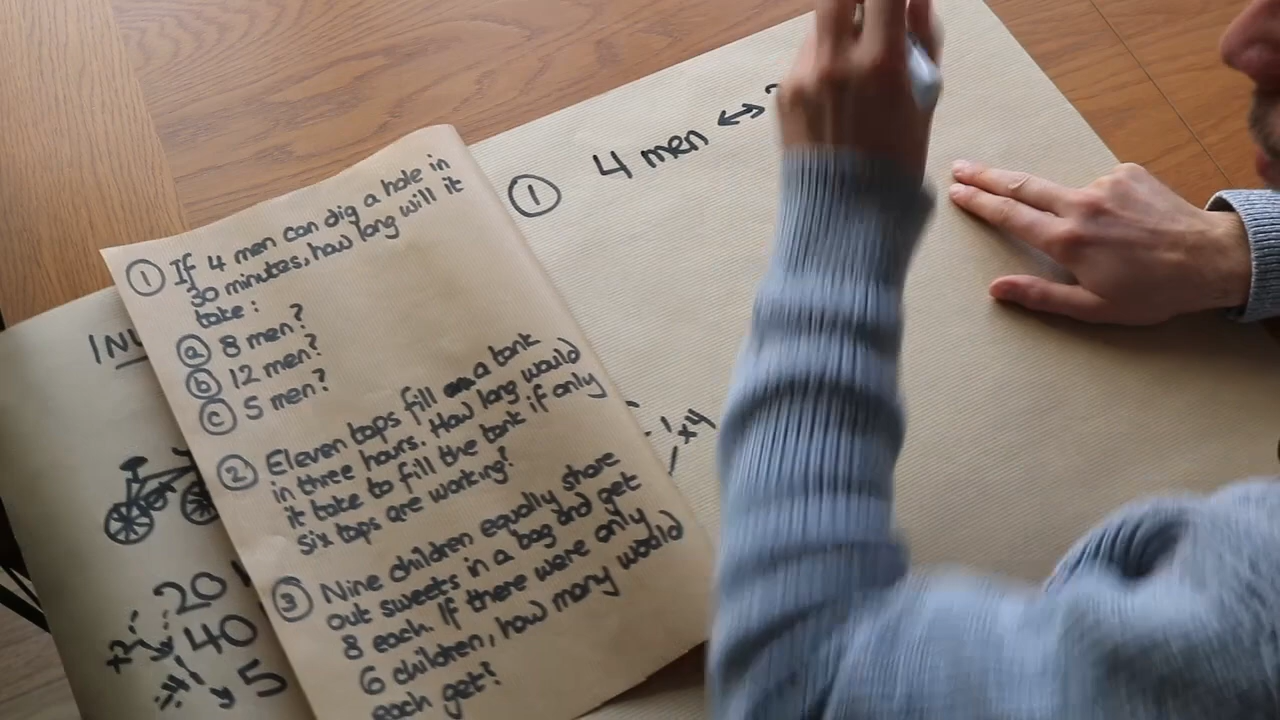 ① If 4 men can dig a hole in
30 minutes, how long will it
take:
ⓐ 8 men?
ⓑ 12 men?
ⓒ 5 men?
② Eleven taps fill a tank
in three hours. How long would
it take to fill the tank if only
six taps are working?
③ Nine children equally share
out sweets in a bag and get
8 each. If there were only
6 children, how many would
each get?
① 4 men ↔
×4
20
40
5